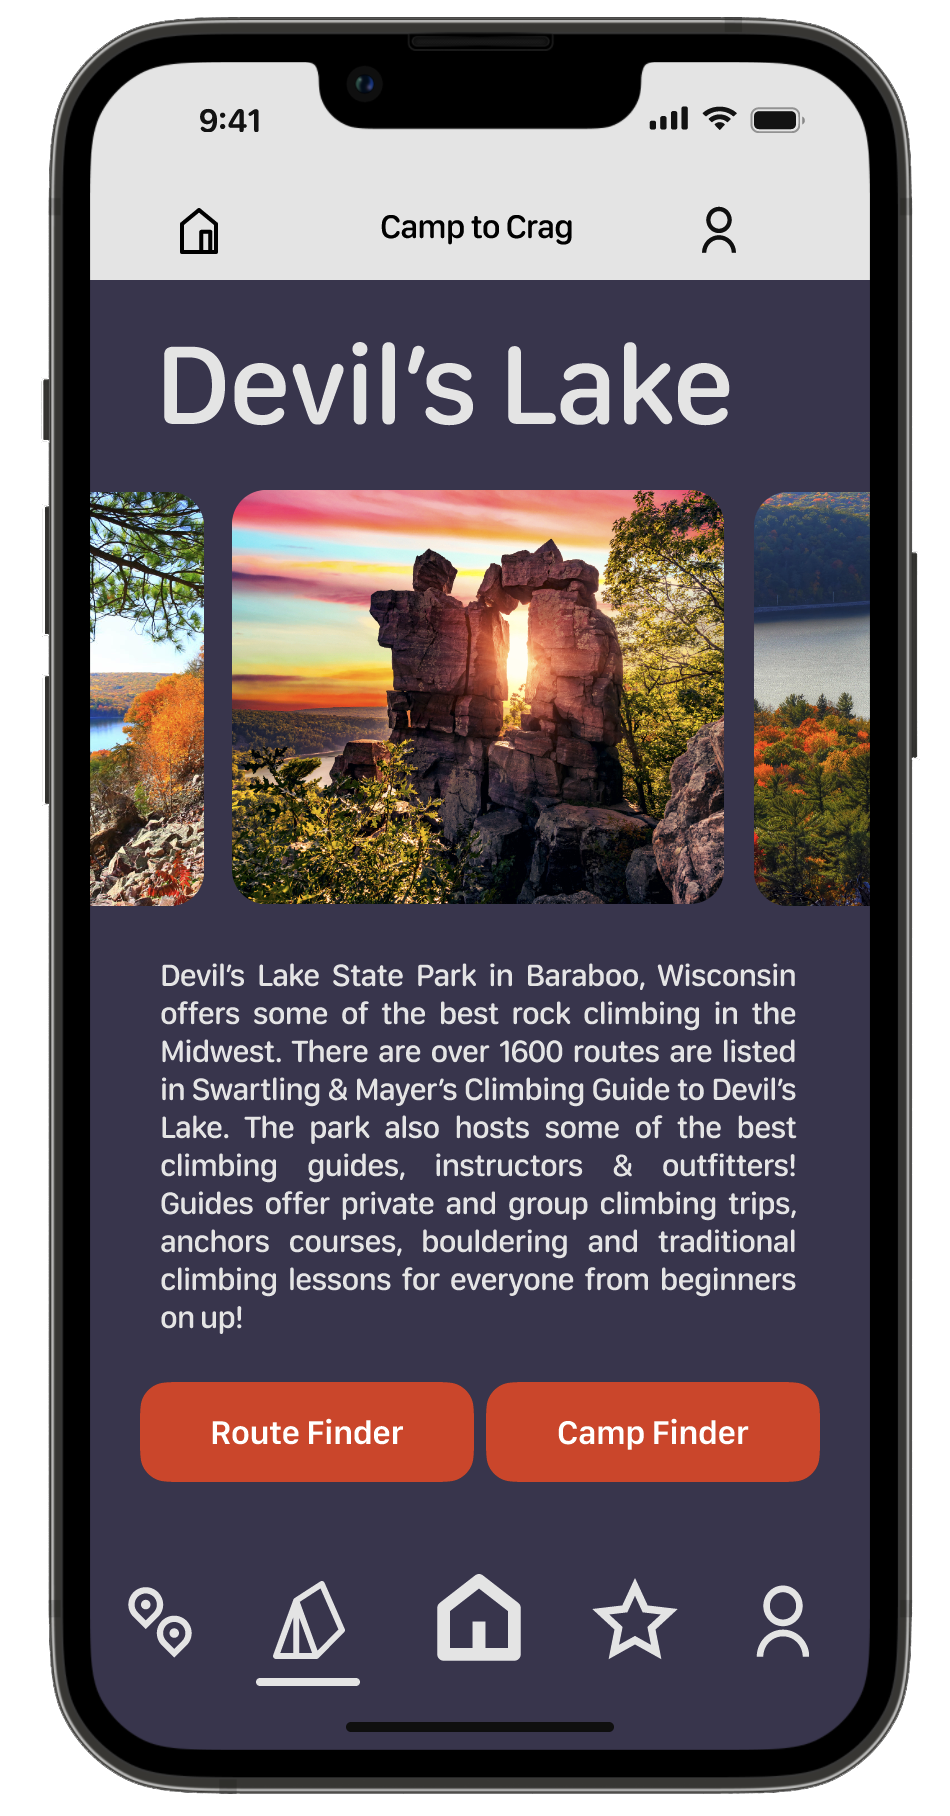 9:41
Camp to Crag
Devil’s Lake
Devil’s Lake State Park in Baraboo, Wisconsin
offers some of the best rock climbing in the
Midwest. There are over 1600 routes are listed
in Swartling & Mayer’s Climbing Guide to Devil’s
Lake. The park also hosts some of the best
climbing guides, instructors & outfitters!
Guides offer private and group climbing trips,
anchors courses, bouldering and traditional
climbing lessons for everyone from beginners
on up!
Route Finder
Camp Finder